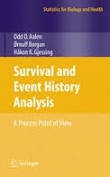 Statistics for Biology and Health
Odd O. Aalen
Ørnulf Borgan
Håkon K. Gjessing
Survival and
Event History
Analysis
A Process Point of View
Springer